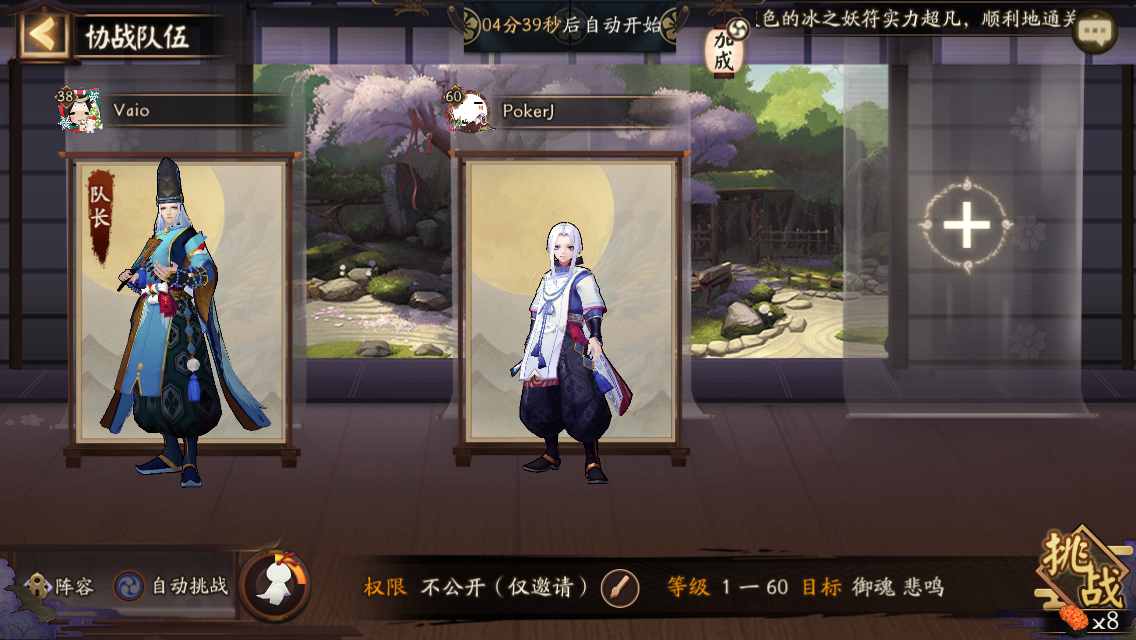 协战队伍
04分39秒后自动开始
加成
色的冰之妖符实力超凡，顺利地通关
38
Vaio
60
PokerJ
队长
阵容
自动挑战
权限 不公开（仅邀请）
等级 1 一 60 目标 御魂 悲鸣
挑战
x8